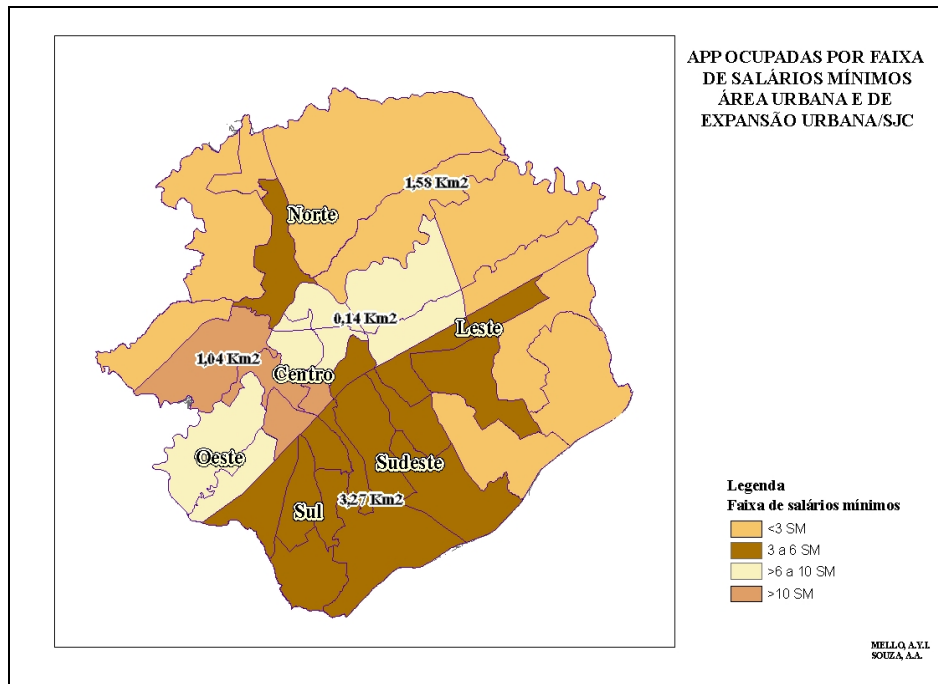 APP OCUPADAS POR FAIXA
DE SALÁRIOS MÍNIMOS
ÁREA URBANA E DE
EXPANSÃO URBANA/SJC
1,58 Km2
Norte
0,14 Km2
Leste
1,04 Km2
Centro
Oeste
Sudeste
3,27 Km2
Sul
Legenda
Faixa de salários mínimos
<3 SM
3 a 6 SM
>6 a 10 SM
>10 SM
MELLO, A.Y.I.
SOUZA, A.A.